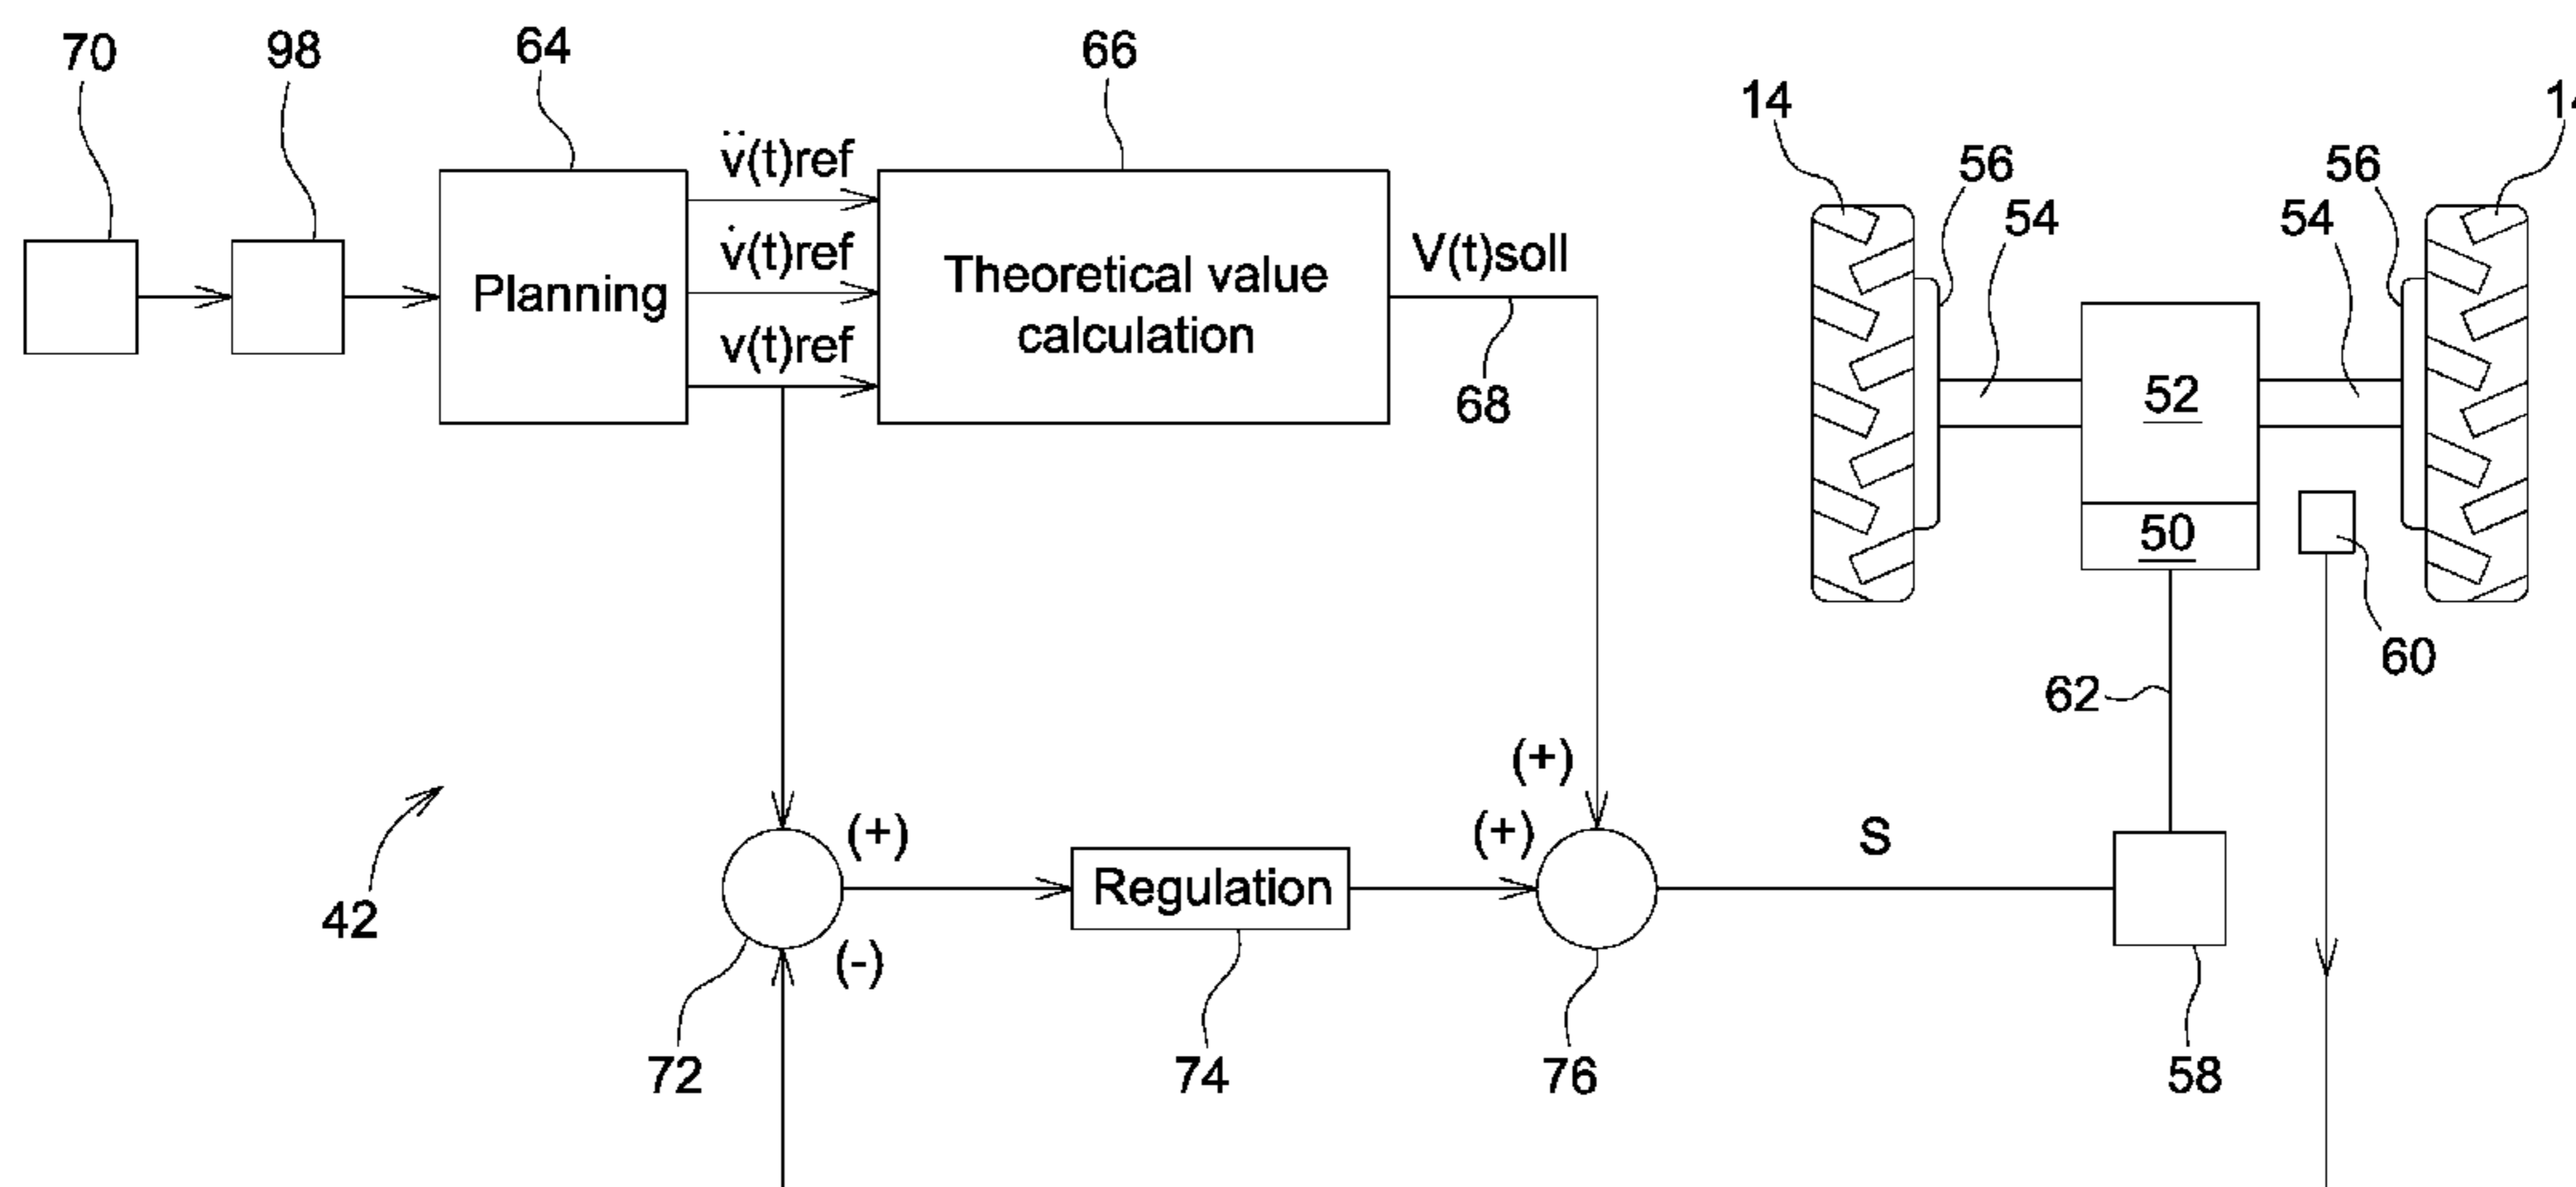 70
98
64
66
14
14
v̈(t)ref
56
56
54
54
v̇(t)ref
V(t)soll
Planning
Theoretical value
calculation
v(t)ref
68
52
50
60
62
(+)
(+)
(+)
S
Regulation
42
(-)
72
74
76
58